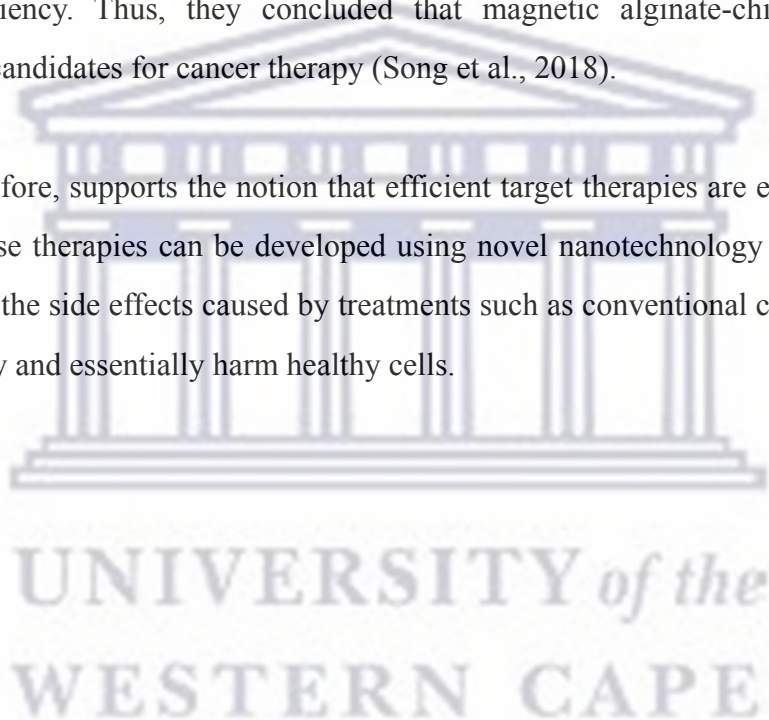 iency. Thus, they concluded that magnetic alginate-chi
candidates for cancer therapy (Song et al., 2018).
fore, supports the notion that efficient target therapies are e
se therapies can be developed using novel nanotechnology
the side effects caused by treatments such as conventional c
y and essentially harm healthy cells.
UNIVERSITY of the
WESTERN CAPE